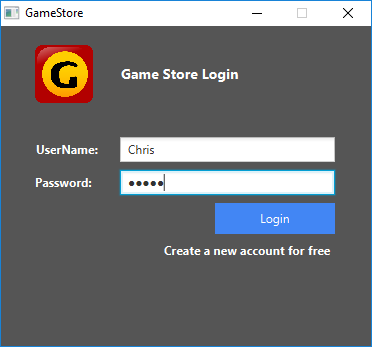 GameStore
G
Game Store Login
UserName: Chris
Password: ●●●●●
Login
Create a new account for free